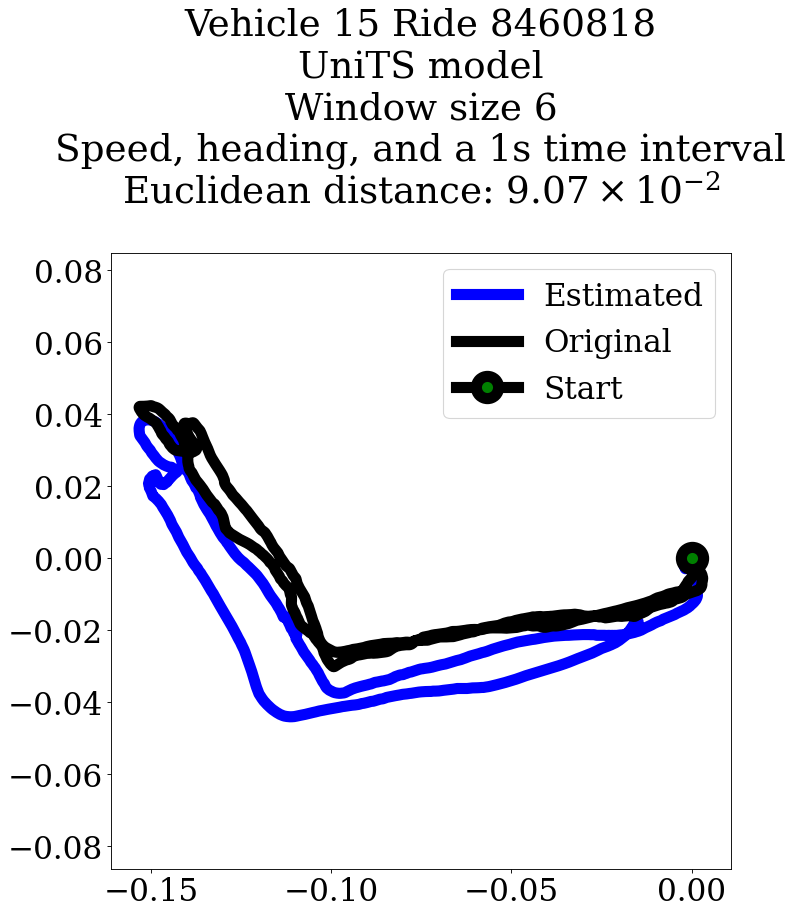 Vehicle 15 Ride 8460818
UniTS model
Window size 6
Speed, heading, and a 1s time interval
Euclidean distance: 9.07 × 10⁻²
Estimated
Original
Start
0.08
0.06
0.04
0.02
0.00
−0.02
−0.04
−0.06
−0.08
−0.15 −0.10 −0.05 0.00